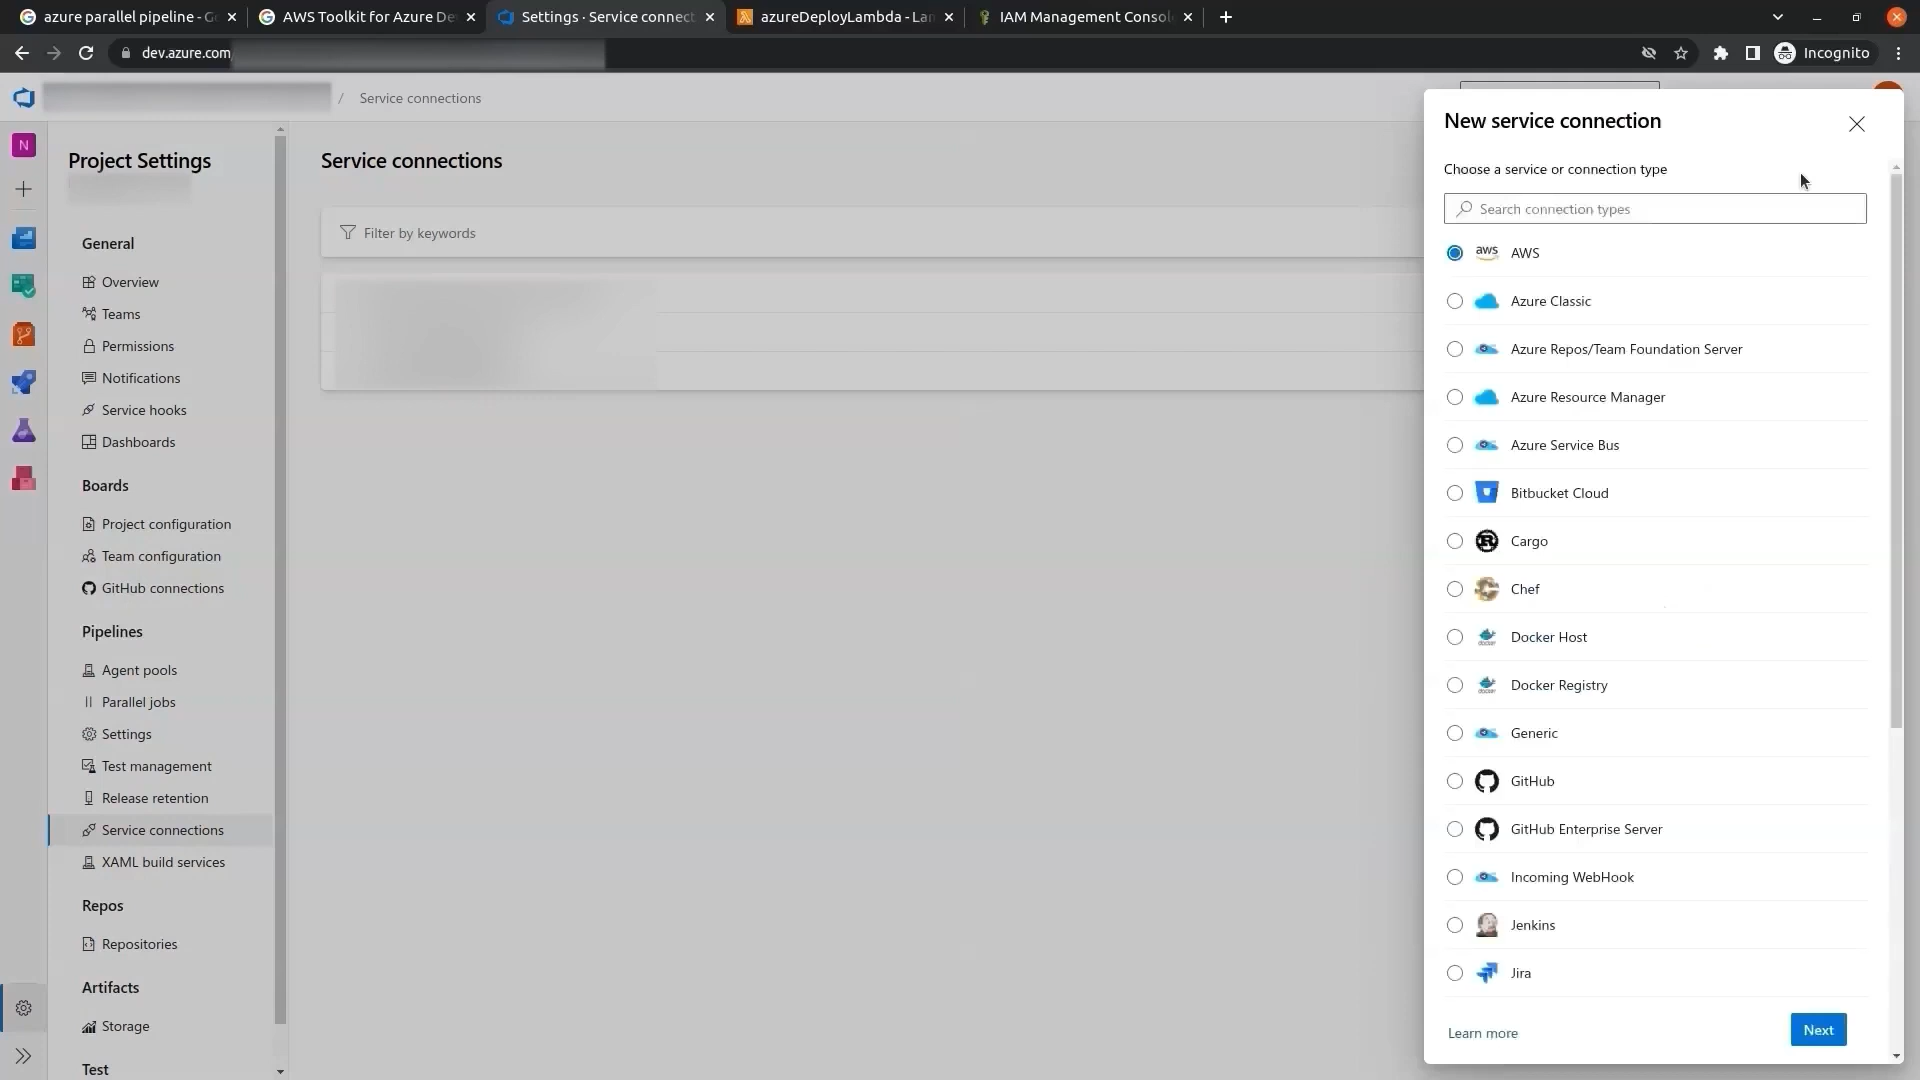 azure parallel pipeline - G
AWS Toolkit for Azure De
Settings · Service connect
azureDeployLambda - Lam
IAM Management Consol
dev.azure.com
Incognito
/ Service connections
N
Project Settings
General
Overview
Teams
Permissions
Notifications
Service hooks
Dashboards
Boards
Project configuration
Team configuration
GitHub connections
Pipelines
Agent pools
Parallel jobs
Settings
Test management
Release retention
Service connections
XAML build services
Repos
Repositories
Artifacts
Storage
Test
Service connections
Filter by keywords
New service connection
Choose a service or connection type
Search connection types
aws AWS
Azure Classic
Azure Repos/Team Foundation Server
Azure Resource Manager
Azure Service Bus
Bitbucket Cloud
Cargo
Chef
Docker Host
Docker Registry
Generic
GitHub
GitHub Enterprise Server
Incoming WebHook
Jenkins
Jira
Learn more
Next